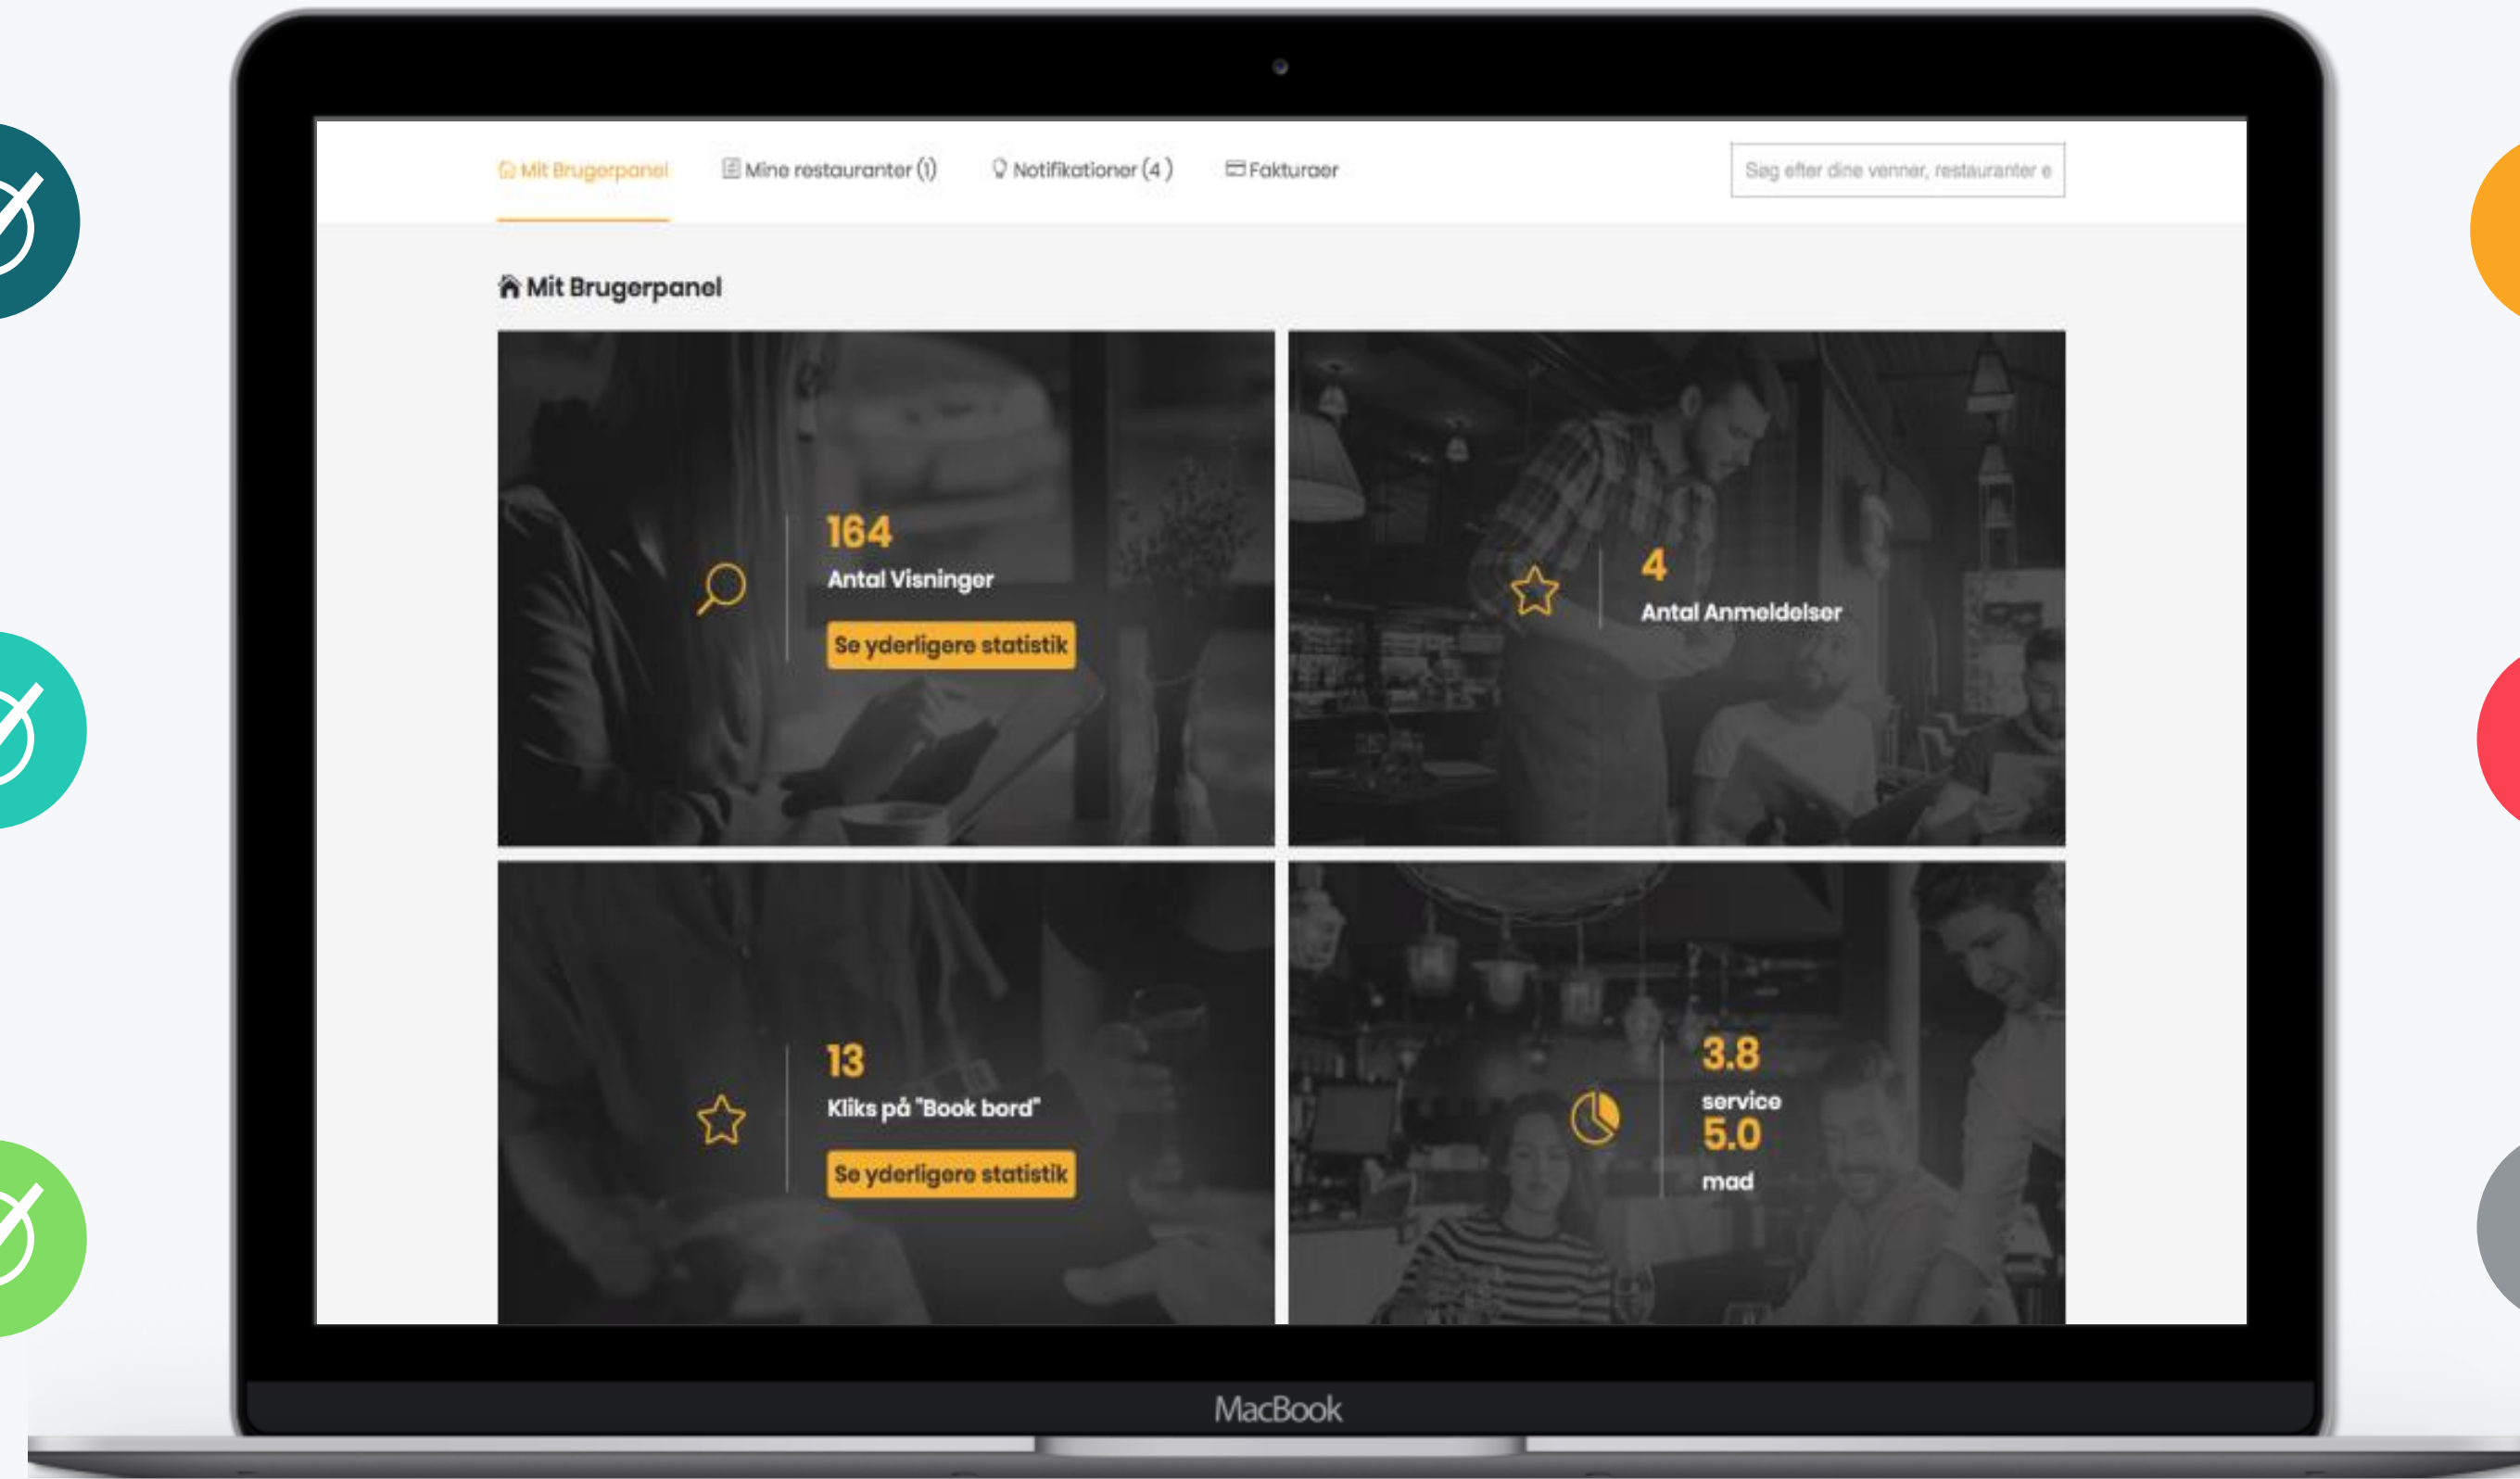 Mit Brugerpanel
Mine restauranter (1)
Notifikationer (4)
Fakturaer
Søg efter dine venner, restauranter e
Mit Brugerpanel
164
Antal Visninger
Se yderligere statistik
4
Antal Anmeldelser
13
Kliks på "Book bord"
Se yderligere statistik
3.8
service
5.0
mad
MacBook